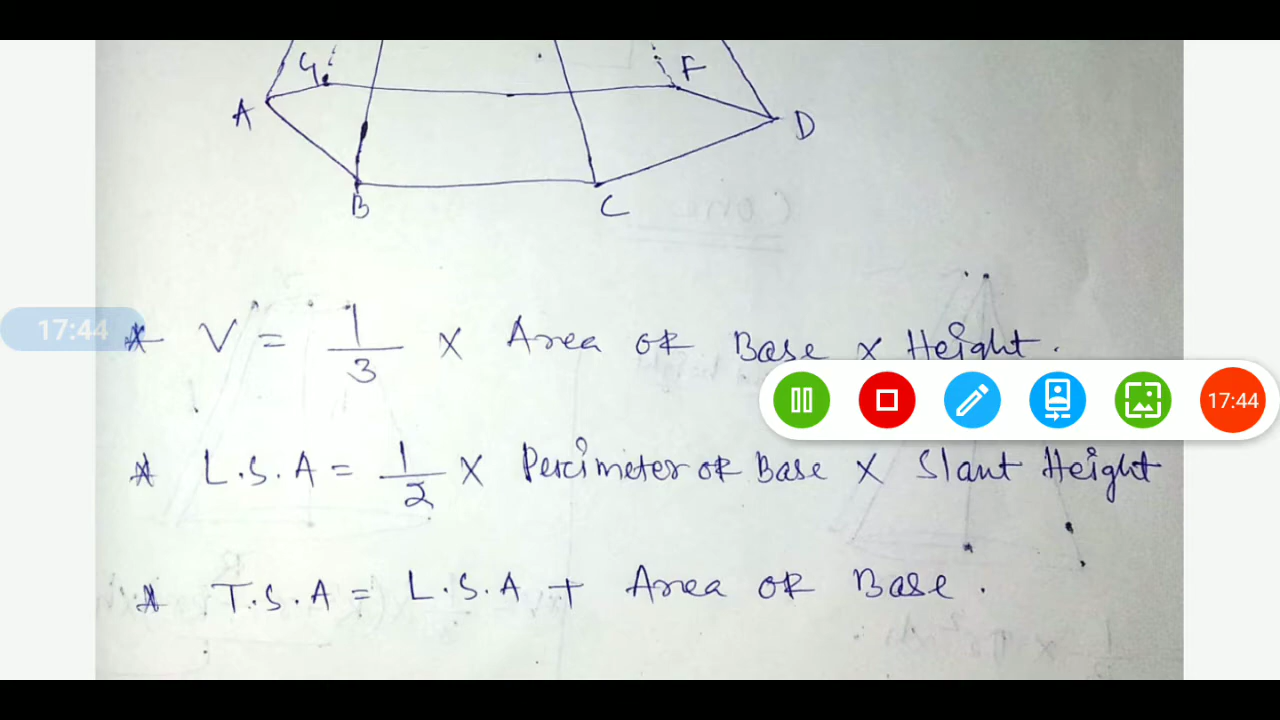 G
F
A
D
B
C
17:44
* V = 1/3 × Area of Base × Height.
17:44
* L.S.A = 1/2 × Perimeter of Base × Slant Height
* T.S.A = L.S.A + Area of Base.